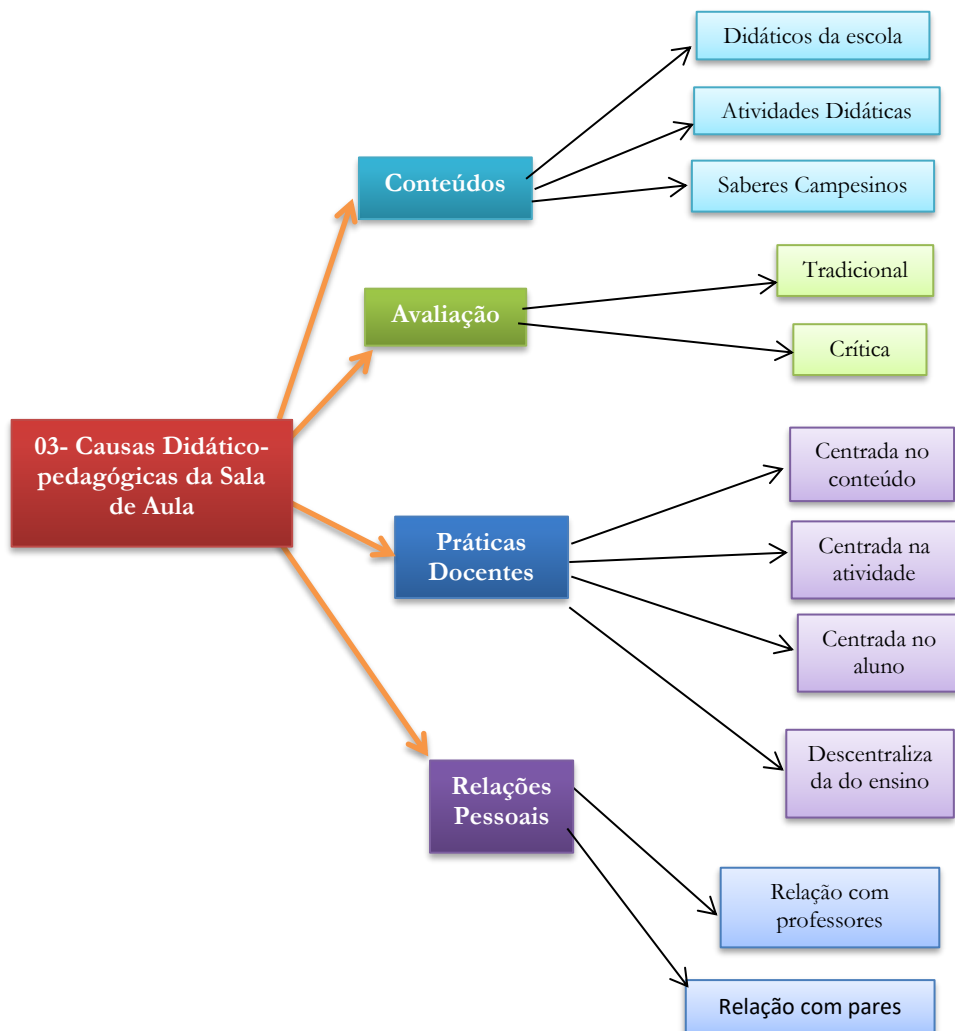 Didáticos da escola
Atividades Didáticas
Conteúdos
Saberes Campesinos
Tradicional
Avaliação
Crítica
03- Causas Didático-
pedagógicas da Sala
de Aula
Centrada no
conteúdo
Práticas
Docentes
Centrada na
atividade
Centrada no
aluno
Descentraliza
da do ensino
Relações
Pessoais
Relação com
professores
Relação com pares